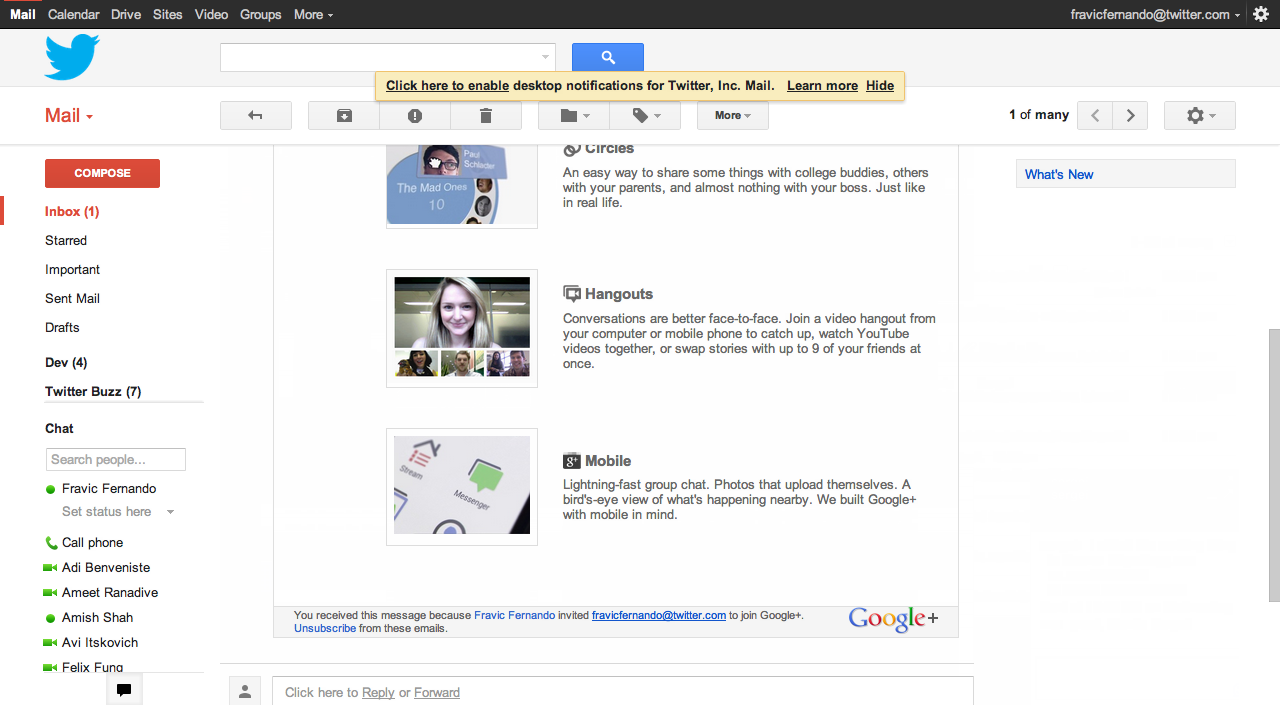 Mail Calendar Drive Sites Video Groups More
fravicfernando@twitter.com
Click here to enable desktop notifications for Twitter, Inc. Mail. Learn more Hide
Mail
More
1 of many
COMPOSE
Inbox (1)
Starred
Important
Sent Mail
Drafts
Dev (4)
Twitter Buzz (7)
Chat
Search people...
Fravic Fernando
Set status here
Call phone
Adi Benveniste
Ameet Ranadive
Amish Shah
Avi Itskovich
Felix Fung
Paul
Schlader
The Mad Ones
10
Circles
An easy way to share some things with college buddies, others
with your parents, and almost nothing with your boss. Just like
in real life.
Hangouts
Conversations are better face-to-face. Join a video hangout from
your computer or mobile phone to catch up, watch YouTube
videos together, or swap stories with up to 9 of your friends at
once.
Stream
Messenger
g+ Mobile
Lightning-fast group chat. Photos that upload themselves. A
bird's-eye view of what's happening nearby. We built Google+
with mobile in mind.
You received this message because Fravic Fernando invited fravicfernando@twitter.com to join Google+.
Unsubscribe from these emails.
Google+
Click here to Reply or Forward
What's New